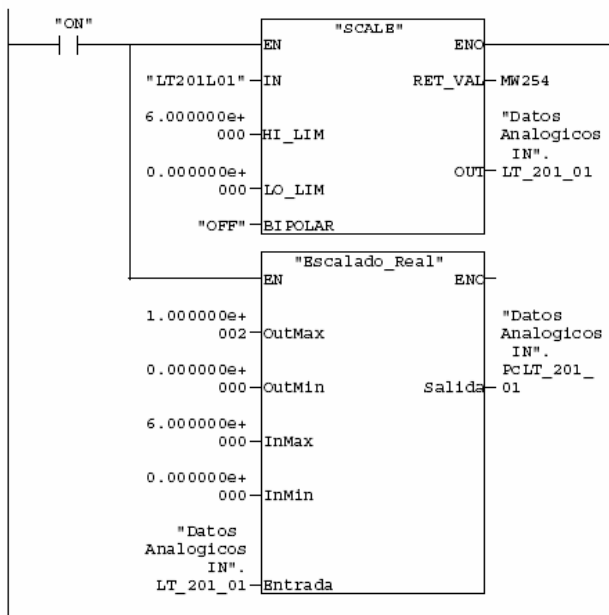 "ON"
"SCALE"
EN ENO
"LT201L01" IN RET_VAL MW254
6.000000e+
000 HI_LIM
"Datos
Analogicos
IN".
OUT LT_201_01
0.000000e+
000 LO_LIM
"OFF" BIPOLAR
"Escalado_Real"
EN ENO
1.000000e+
002 OutMax
"Datos
Analogicos
IN".
PcLT_201_
Salida 01
0.000000e+
000 OutMin
6.000000e+
000 InMax
0.000000e+
000 InMin
"Datos
Analogicos
IN".
LT_201_01 Entrada